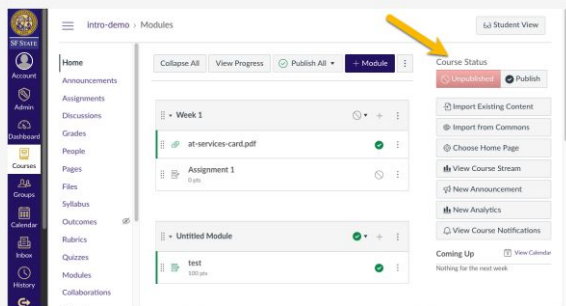 SF STATE
Account
Admin
Dashboard
Courses
Groups
Calendar
Inbox
History
intro-demo › Modules
Student View
Home
Announcements
Assignments
Discussions
Grades
People
Pages
Files
Syllabus
Outcomes
Rubrics
Quizzes
Modules
Collaborations
Collapse All View Progress Publish All + Module
Week 1
at-services-card.pdf
Assignment 1
0 pts
Untitled Module
test
100 pts
Course Status
Unpublished Publish
Import Existing Content
Import from Commons
Choose Home Page
View Course Stream
New Announcement
New Analytics
View Course Notifications
Coming Up View Calendar
Nothing for the next week